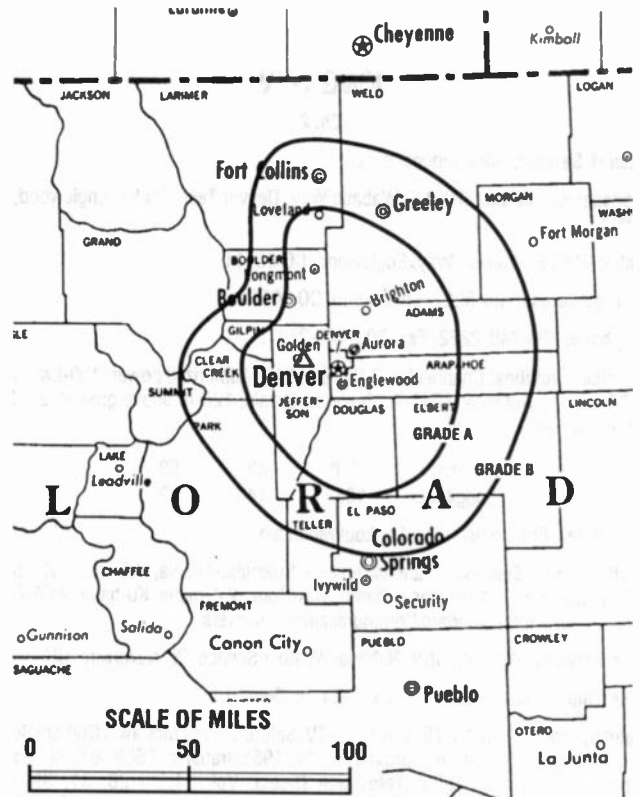 Cheyenne
Kimball
JACKSON
LARIMER
WELD
LOGAN
Fort Collins
Loveland
Greeley
MORGAN
Fort Morgan
GRAND
BOULDER
Longmont
Boulder
Brighton
ADAMS
GILPIN
Golden
DENVER
Aurora
CLEAR
CREEK
Denver
Englewood
ARAPAHOE
SUMMIT
JEFFER-
SON
DOUGLAS
ELBERT
LINCOLN
PARK
GRADE A
GRADE B
LAKE
Leadville
L O R A D
TELLER
EL PASO
Colorado
Springs
CHAFFEE
Ivywild
Security
FREMONT
Gunnison
Salida
Canon City
PUEBLO
CROWLEY
SAGUACHE
Pueblo
SCALE OF MILES
0 50 100
OTERO
La Junta